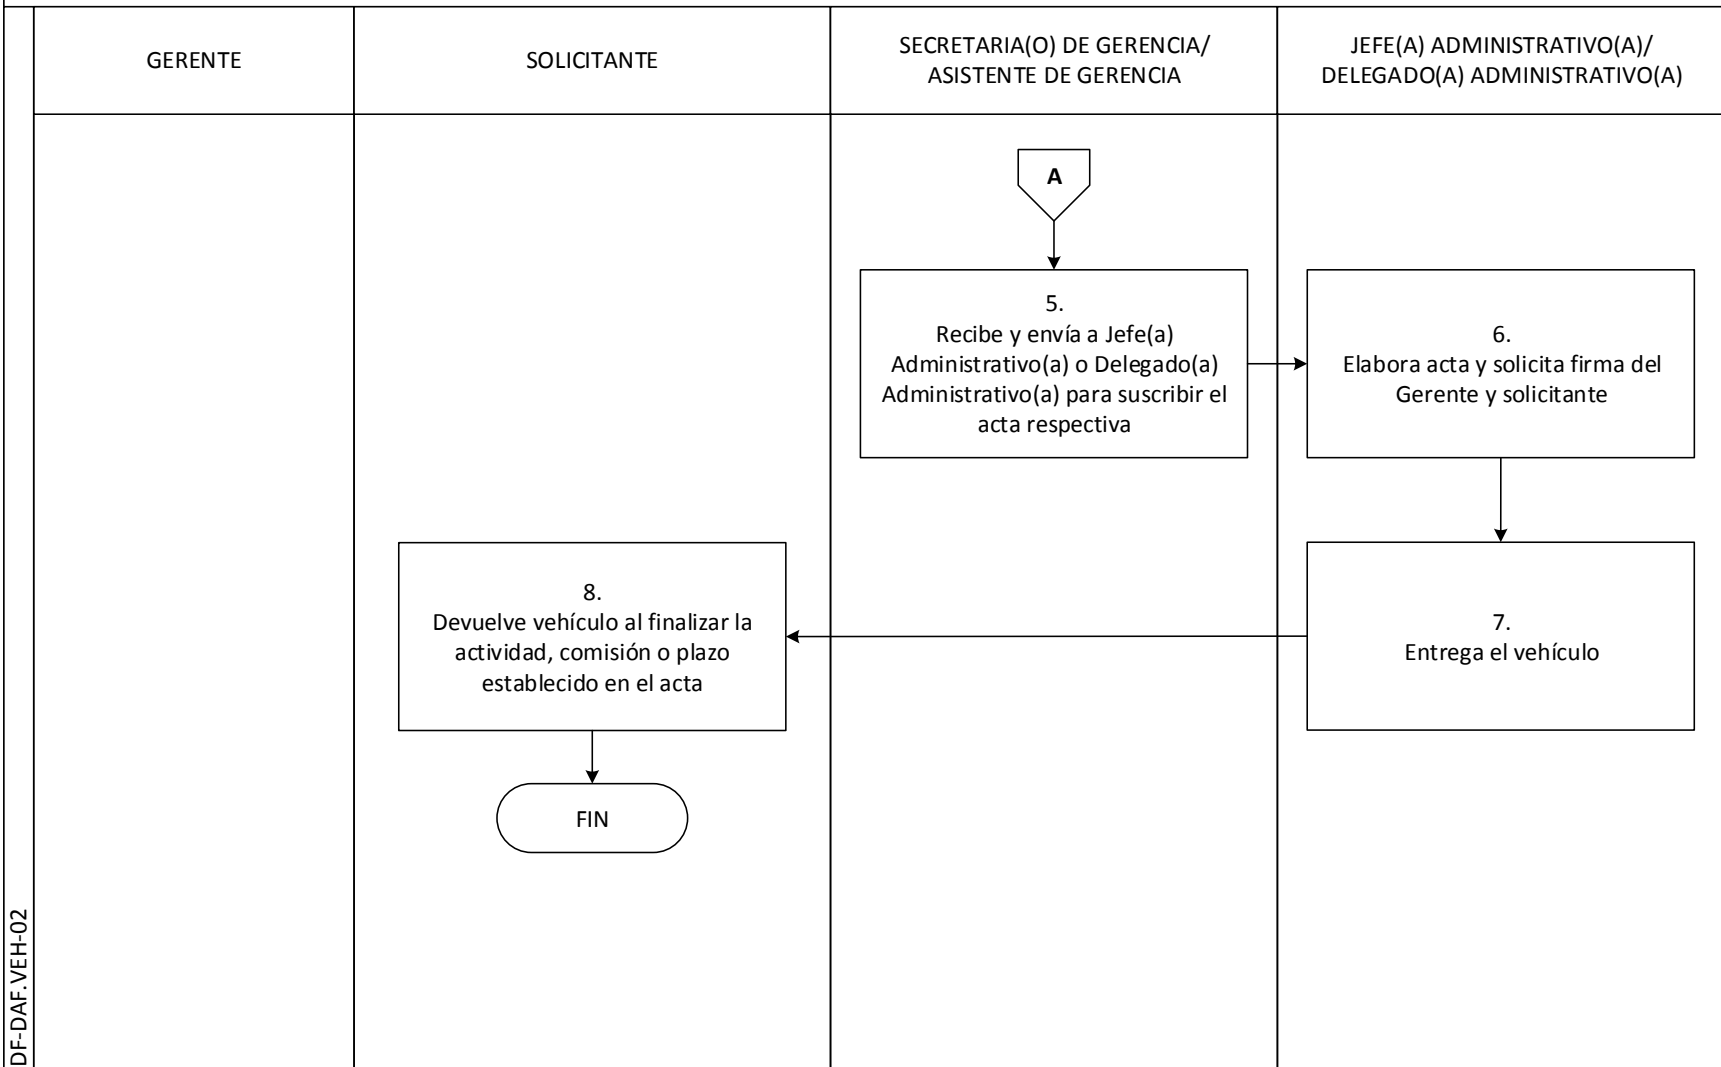 GERENTE
SOLICITANTE
SECRETARIA(O) DE GERENCIA/
ASISTENTE DE GERENCIA
JEFE(A) ADMINISTRATIVO(A)/
DELEGADO(A) ADMINISTRATIVO(A)
A
5.
Recibe y envía a Jefe(a)
Administrativo(a) o Delegado(a)
Administrativo(a) para suscribir el
acta respectiva
6.
Elabora acta y solicita firma del
Gerente y solicitante
7.
Entrega el vehículo
8.
Devuelve vehículo al finalizar la
actividad, comisión o plazo
establecido en el acta
FIN
DF-DAF.VEH-02